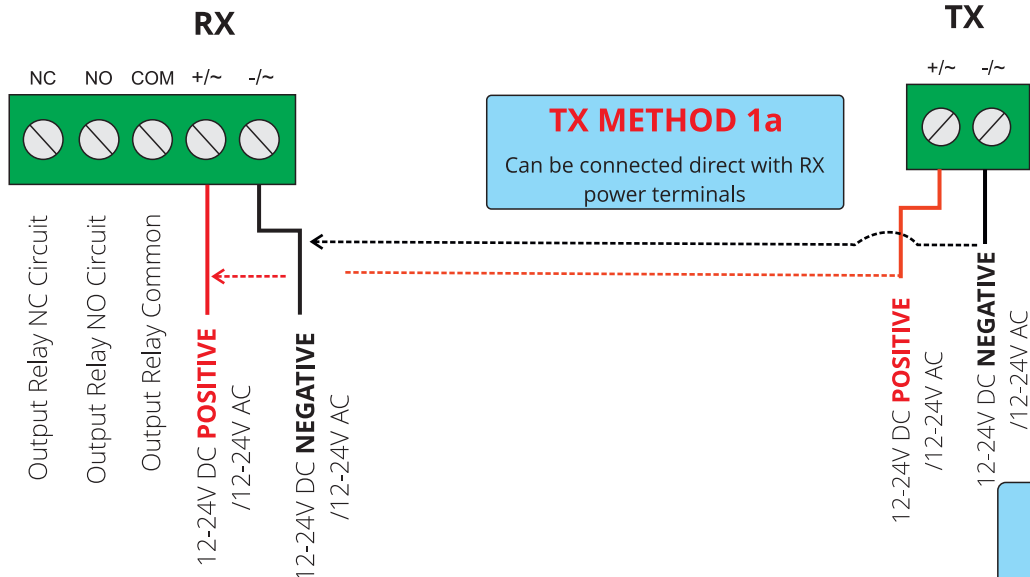 RX
TX
NC NO COM +/~ -/~
+/~ -/~
TX METHOD 1a
Can be connected direct with RX
power terminals
Output Relay NC Circuit
Output Relay NO Circuit
Output Relay Common
12-24V DC POSITIVE
/12-24V AC
12-24V DC NEGATIVE
/12-24V AC
12-24V DC POSITIVE
/12-24V AC
12-24V DC NEGATIVE
/12-24V AC